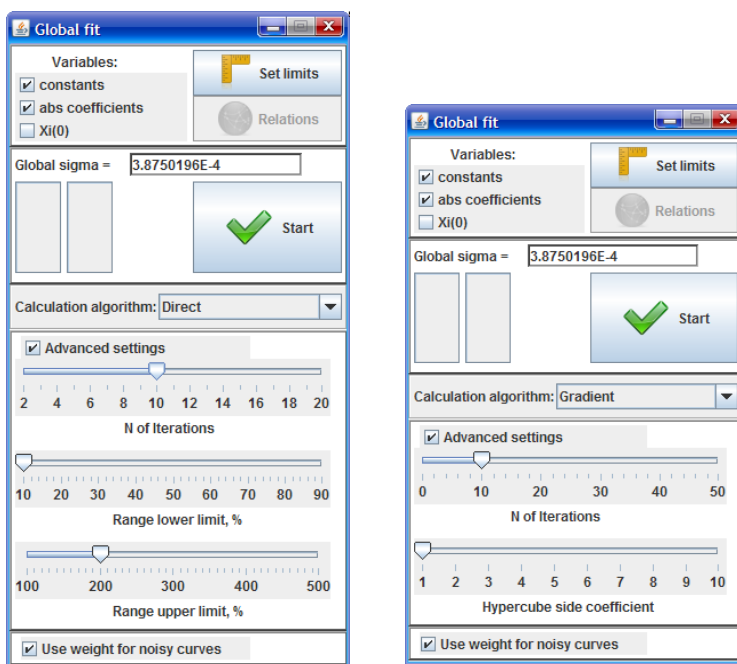 Global fit
Variables:
constants
abs coefficients
Xi(0)
Set limits
Relations
Global sigma = 3.8750196E-4
Start
Calculation algorithm: Direct
Advanced settings
2 4 6 8 10 12 14 16 18 20
N of Iterations
10 20 30 40 50 60 70 80 90
Range lower limit, %
100 200 300 400 500
Range upper limit, %
Use weight for noisy curves
Global fit
Variables:
constants
abs coefficients
Xi(0)
Set limits
Relations
Global sigma = 3.8750196E-4
Start
Calculation algorithm: Gradient
Advanced settings
0 10 20 30 40 50
N of Iterations
1 2 3 4 5 6 7 8 9 10
Hypercube side coefficient
Use weight for noisy curves